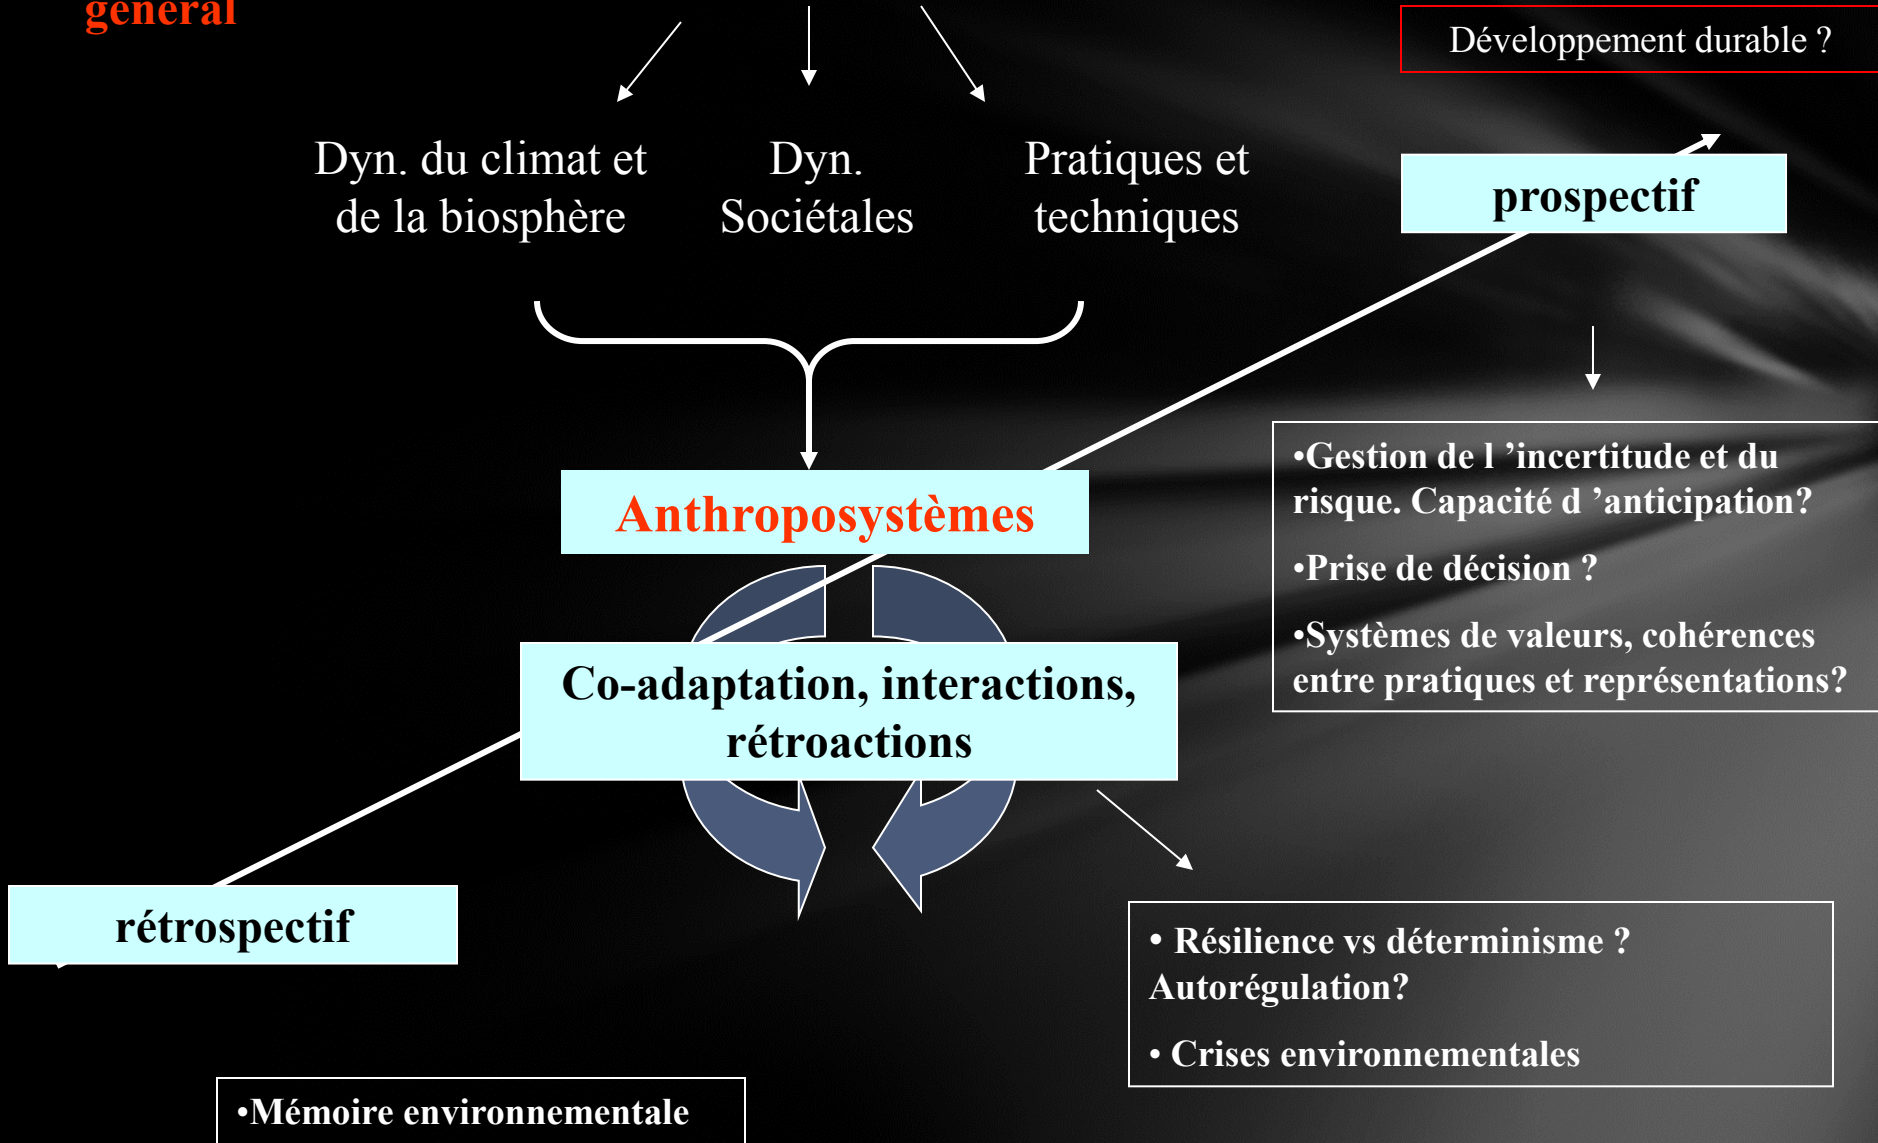 général
Développement durable ?
Dyn. du climat et
de la biosphère
Dyn.
Sociétales
Pratiques et
techniques
prospectif
Anthroposystèmes
•Gestion de l ’incertitude et du
risque. Capacité d ’anticipation?
•Prise de décision ?
•Systèmes de valeurs, cohérences
entre pratiques et représentations?
Co-adaptation, interactions,
rétroactions
rétrospectif
• Résilience vs déterminisme ?
Autorégulation?
• Crises environnementales
•Mémoire environnementale